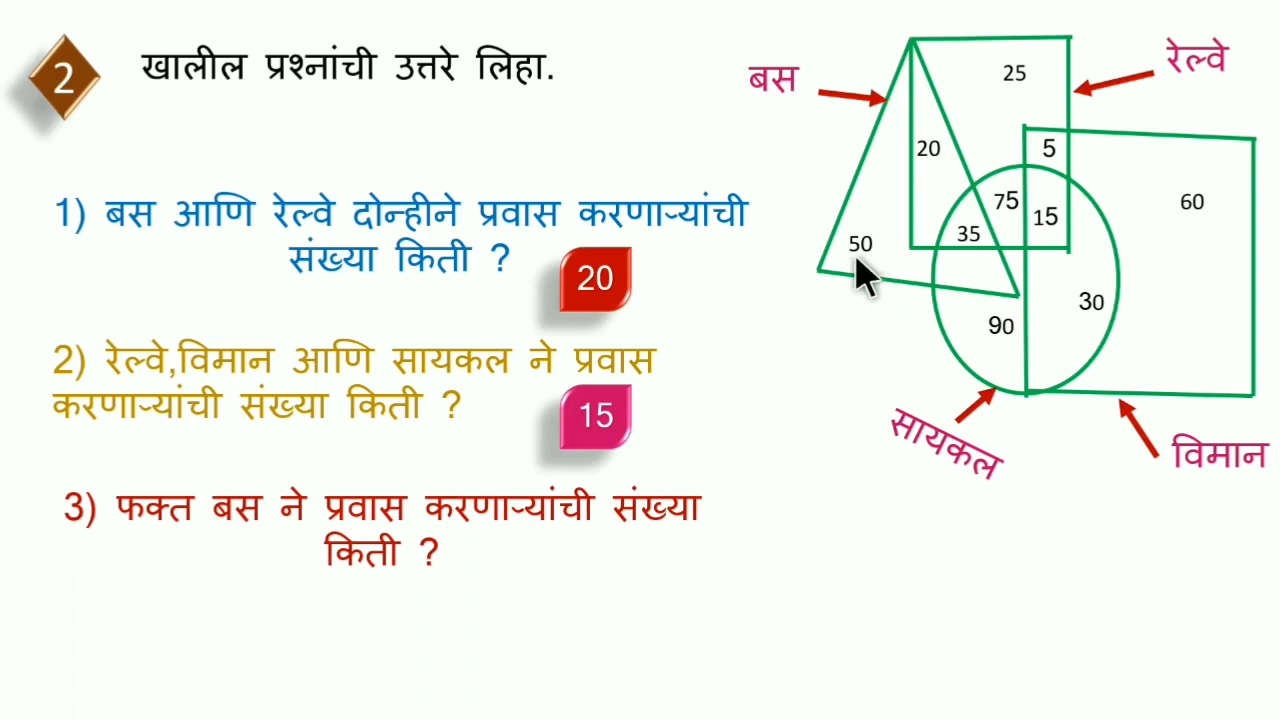 2
खालील प्रश्नांची उत्तरे लिहा.
1) बस आणि रेल्वे दोन्हीने प्रवास करणाऱ्यांची
संख्या किती ?
20
2) रेल्वे,विमान आणि सायकल ने प्रवास
करणाऱ्यांची संख्या किती ?
15
3) फक्त बस ने प्रवास करणाऱ्यांची संख्या
किती ?
बस
रेल्वे
25
20
5
75
15
60
35
50
30
90
सायकल
विमान